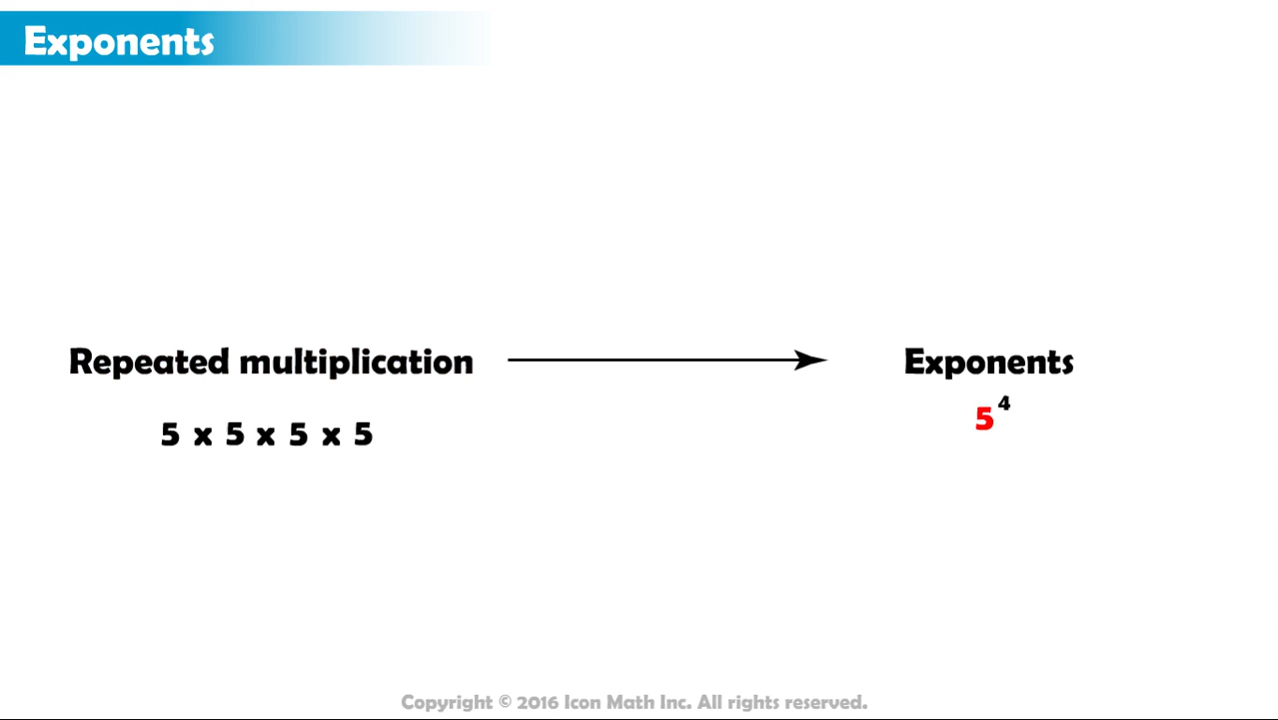 Exponents
Repeated multiplication Exponents
5 x 5 x 5 x 5 5⁴
Copyright © 2016 Icon Math Inc. All rights reserved.